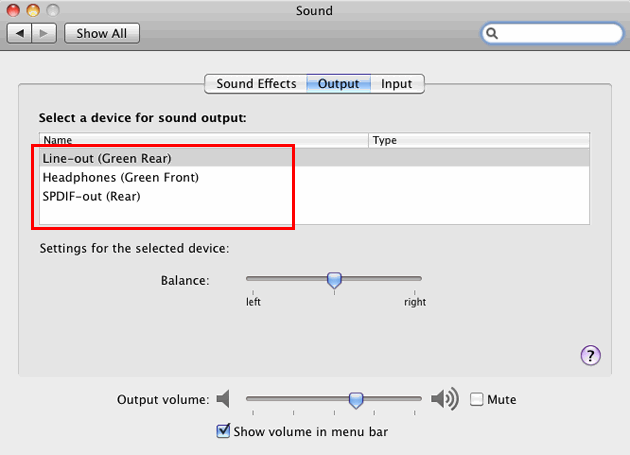 Sound
Show All
Sound Effects Output Input
Select a device for sound output:
Name Type
Line-out (Green Rear)
Headphones (Green Front)
SPDIF-out (Rear)
Settings for the selected device:
Balance:
left right
?
Output volume: Mute
Show volume in menu bar